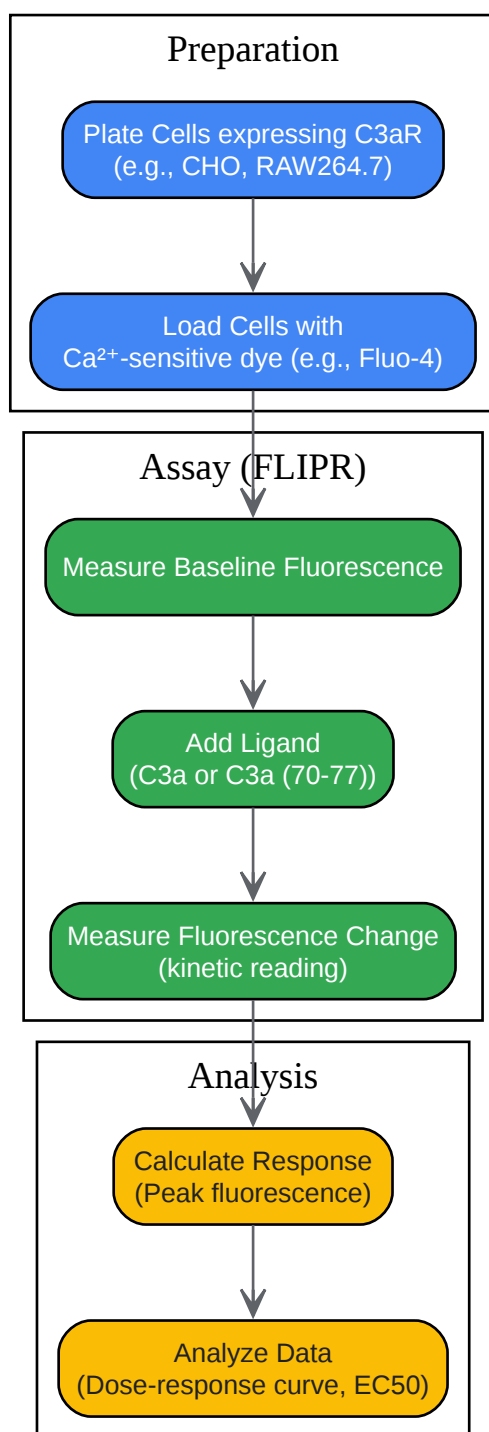 Preparation
Plate Cells expressing C3aR
(e.g., CHO, RAW264.7)
Load Cells with
Ca²⁺-sensitive dye (e.g., Fluo-4)
Assay (FLIPR)
Measure Baseline Fluorescence
Add Ligand
(C3a or C3a (70-77))
Measure Fluorescence Change
(kinetic reading)
Analysis
Calculate Response
(Peak fluorescence)
Analyze Data
(Dose-response curve, EC50)